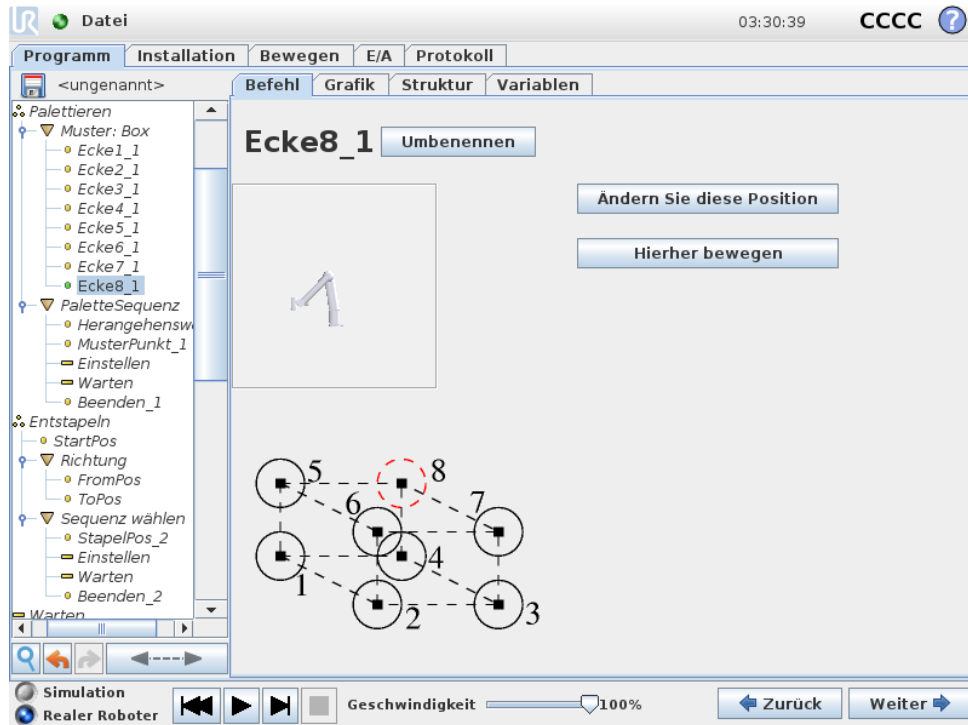 UR Datei 03:30:39 CCCC ?
Programm Installation Bewegen E/A Protokoll
<ungenannt> Befehl Grafik Struktur Variablen
Palettieren
Muster: Box
Ecke1_1
Ecke2_1
Ecke3_1
Ecke4_1
Ecke5_1
Ecke6_1
Ecke7_1
Ecke8_1
PaletteSequenz
Herangehensw
MusterPunkt_1
Einstellen
Warten
Beenden_1
Entstapeln
StartPos
Richtung
FromPos
ToPos
Sequenz wählen
StapelPos_2
Einstellen
Warten
Beenden_2
Warten
Ecke8_1 Umbenennen
Ändern Sie diese Position
Hierher bewegen
5 8
6 7
4
1
2 3
Simulation
Realer Roboter
Geschwindigkeit 100%
Zurück Weiter